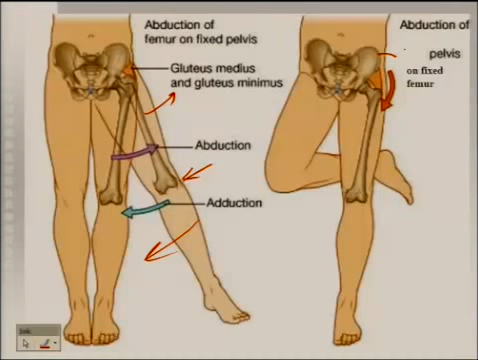 Abduction of
femur on fixed pelvis
Gluteus medius
and gluteus minimus
Abduction
Adduction
Abduction of
pelvis
on fixed
femur